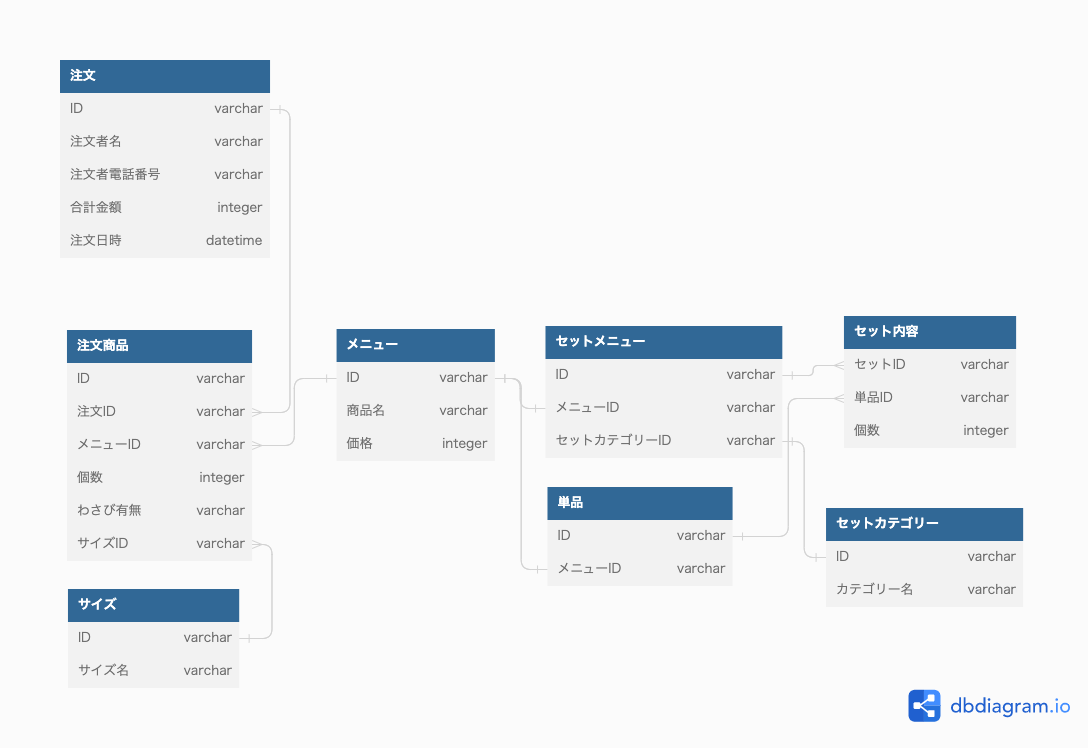 注文
ID varchar
注文者名 varchar
注文者電話番号 varchar
合計金額 integer
注文日時 datetime
注文商品
ID varchar
注文ID varchar
メニューID varchar
個数 integer
わさび有無 varchar
サイズID varchar
サイズ
ID varchar
サイズ名 varchar
メニュー
ID varchar
商品名 varchar
価格 integer
セットメニュー
ID varchar
メニューID varchar
セットカテゴリーID varchar
単品
ID varchar
メニューID varchar
セット内容
セットID varchar
単品ID varchar
個数 integer
セットカテゴリー
ID varchar
カテゴリー名 varchar
dbdiagram.io